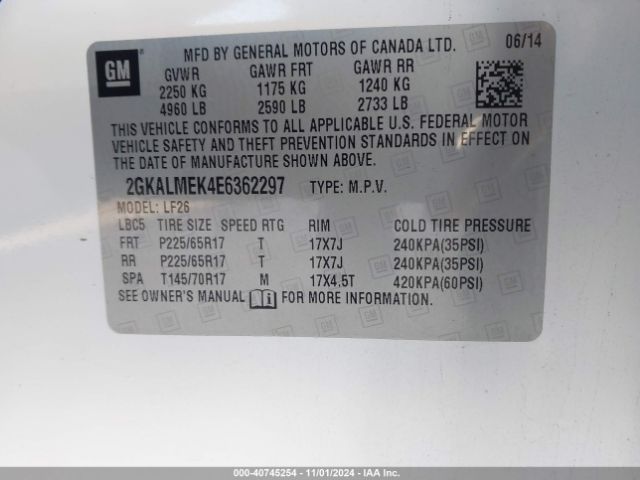 GM
MFD BY GENERAL MOTORS OF CANADA LTD. 06/14
GVWR GAWR FRT GAWR RR
2250 KG 1175 KG 1240 KG
4960 LB 2590 LB 2733 LB
THIS VEHICLE CONFORMS TO ALL APPLICABLE U.S. FEDERAL MOTOR
VEHICLE SAFETY AND THEFT PREVENTION STANDARDS IN EFFECT ON
THE DATE OF MANUFACTURE SHOWN ABOVE.
2GKALMEK4E6362297 TYPE: M.P.V.
MODEL: LF26
LBC5 TIRE SIZE SPEED RTG RIM COLD TIRE PRESSURE
FRT P225/65R17 T 17X7J 240KPA(35PSI)
RR P225/65R17 T 17X7J 240KPA(35PSI)
SPA T145/70R17 M 17X4.5T 420KPA(60PSI)
SEE OWNER'S MANUAL FOR MORE INFORMATION.
000-40745254 - 11/01/2024 - IAAI.COM